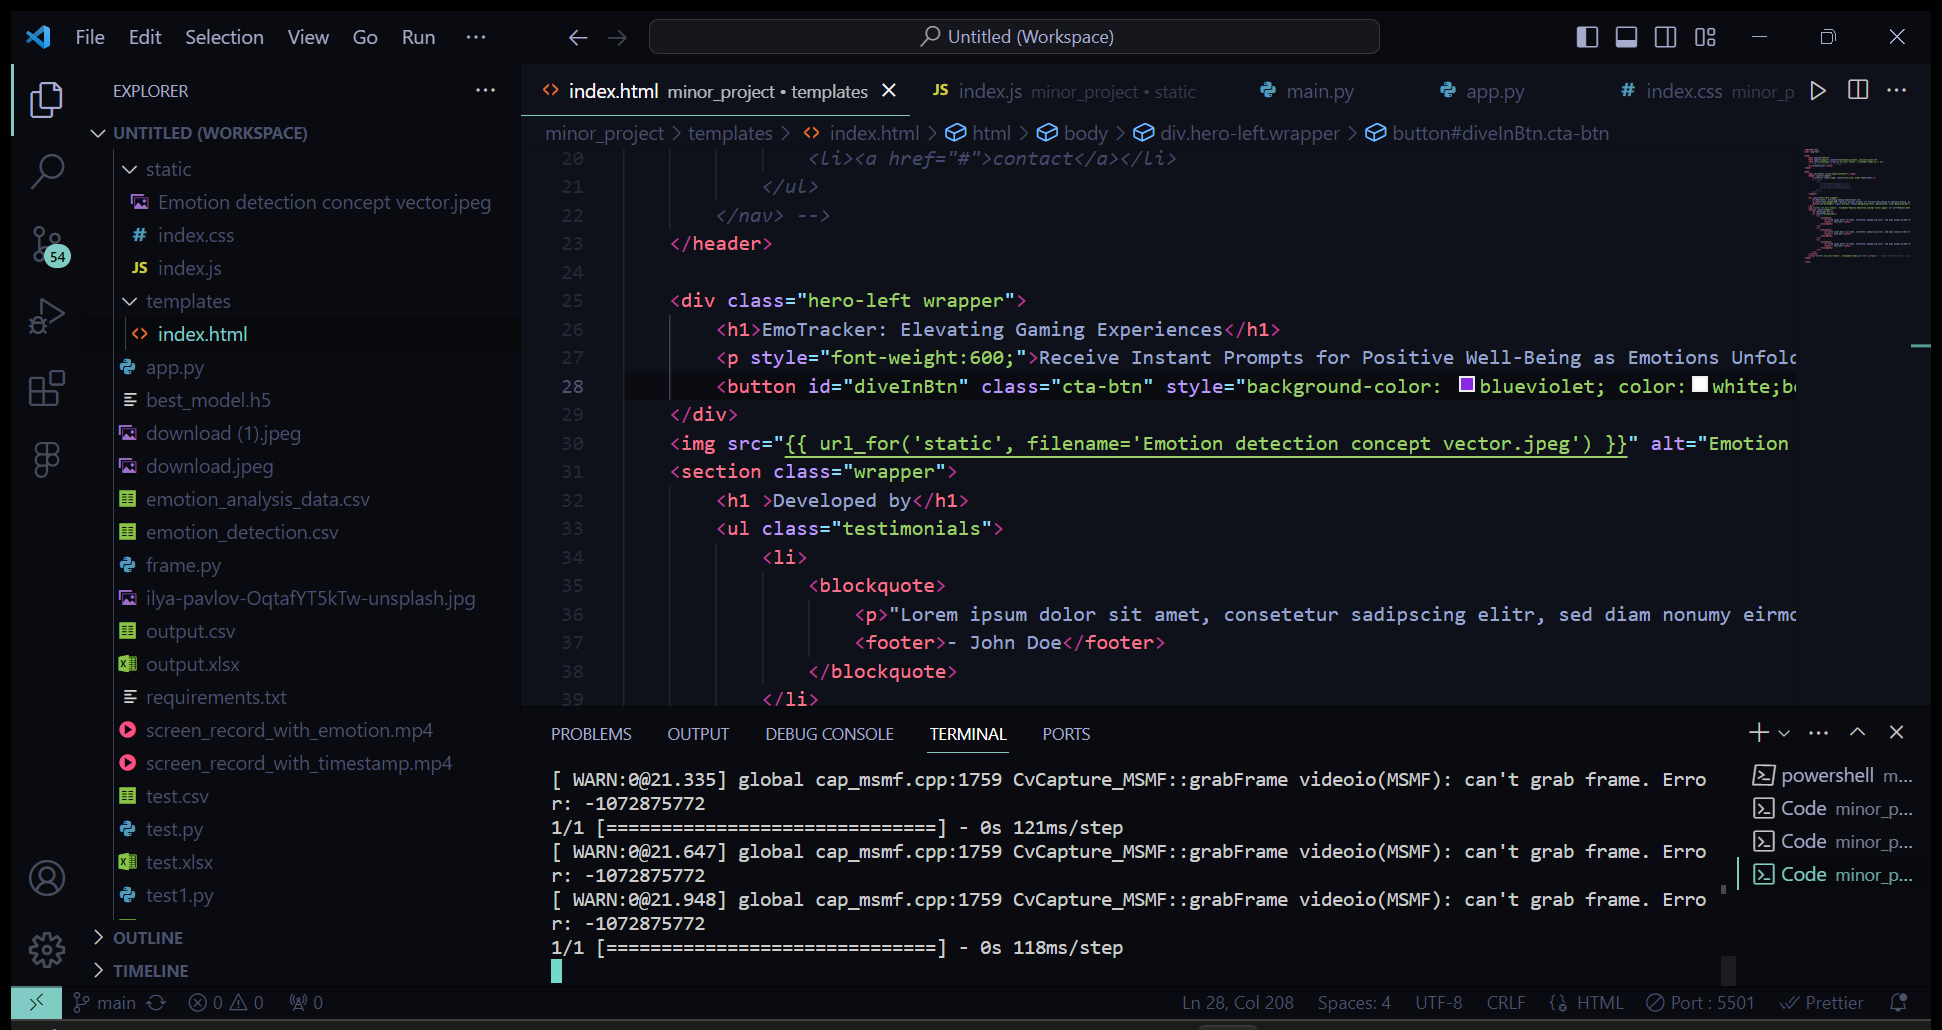 File Edit Selection View Go Run ···
Untitled (Workspace)
EXPLORER ···
UNTITLED (WORKSPACE)
static
Emotion detection concept vector.jpeg
# index.css
JS index.js
templates
<> index.html
app.py
best_model.h5
download (1).jpeg
download.jpeg
emotion_analysis_data.csv
emotion_detection.csv
frame.py
ilya-pavlov-OqtafYT5kTw-unsplash.jpg
output.csv
output.xlsx
requirements.txt
screen_record_with_emotion.mp4
screen_record_with_timestamp.mp4
test.csv
test.py
test.xlsx
test1.py
OUTLINE
TIMELINE
54
<> index.html minor_project • templates JS index.js minor_project • static main.py app.py # index.css minor_p
minor_project > templates > <> index.html > html > body > div.hero-left.wrapper > button#diveInBtn.cta-btn
20 <li><a href="#">contact</a></li>
21 </ul>
22 </nav> -->
23 </header>
24
25 <div class="hero-left wrapper">
26 <h1>EmoTracker: Elevating Gaming Experiences</h1>
27 <p style="font-weight:600;">Receive Instant Prompts for Positive Well-Being as Emotions Unfol
28 <button id="diveInBtn" class="cta-btn" style="background-color: blueviolet; color: white;b
29 </div>
30 <img src="{{ url_for('static', filename='Emotion detection concept vector.jpeg') }}" alt="Emotion
31 <section class="wrapper">
32 <h1 >Developed by</h1>
33 <ul class="testimonials">
34 <li>
35 <blockquote>
36 <p>"Lorem ipsum dolor sit amet, consetetur sadipscing elitr, sed diam nonumy eirm
37 <footer>- John Doe</footer>
38 </blockquote>
39 </li>
PROBLEMS OUTPUT DEBUG CONSOLE TERMINAL PORTS
[ WARN:0@21.335] global cap_msmf.cpp:1759 CvCapture_MSMF::grabFrame videoio(MSMF): can't grab frame. Erro
r: -1072875772
1/1 [==============================] - 0s 121ms/step
[ WARN:0@21.647] global cap_msmf.cpp:1759 CvCapture_MSMF::grabFrame videoio(MSMF): can't grab frame. Erro
r: -1072875772
[ WARN:0@21.948] global cap_msmf.cpp:1759 CvCapture_MSMF::grabFrame videoio(MSMF): can't grab frame. Erro
r: -1072875772
1/1 [==============================] - 0s 118ms/step
powershell m...
Code minor_p...
Code minor_p...
Code minor_p...
main 0 0 0 Ln 28, Col 208 Spaces: 4 UTF-8 CRLF HTML Port : 5501 Prettier